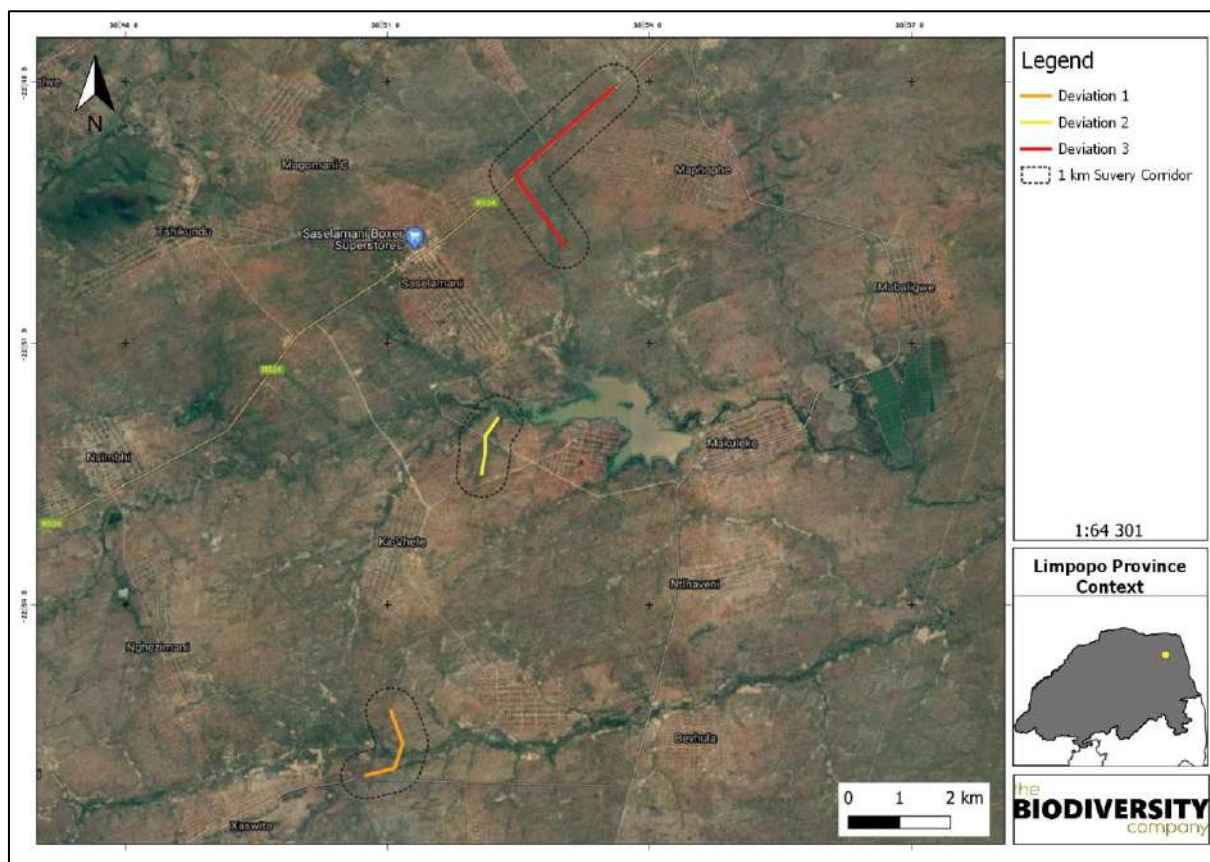 Legend
Deviation 1
Deviation 2
Deviation 3
1 km Suvery Corridor
1:64 301
Limpopo Province
Context
the
BIODIVERSITY
company
N
Magomani-C
Maphophe
R524
Tshikundu
Saselamani Boxer
Superstores
Saselamani
Mabaligwe
R524
Nsimbhi
Makuleke
R524
Ka-Vhele
Ntlhaveni
Nghezimani
Bevhula
Xaswita
0 1 2 km